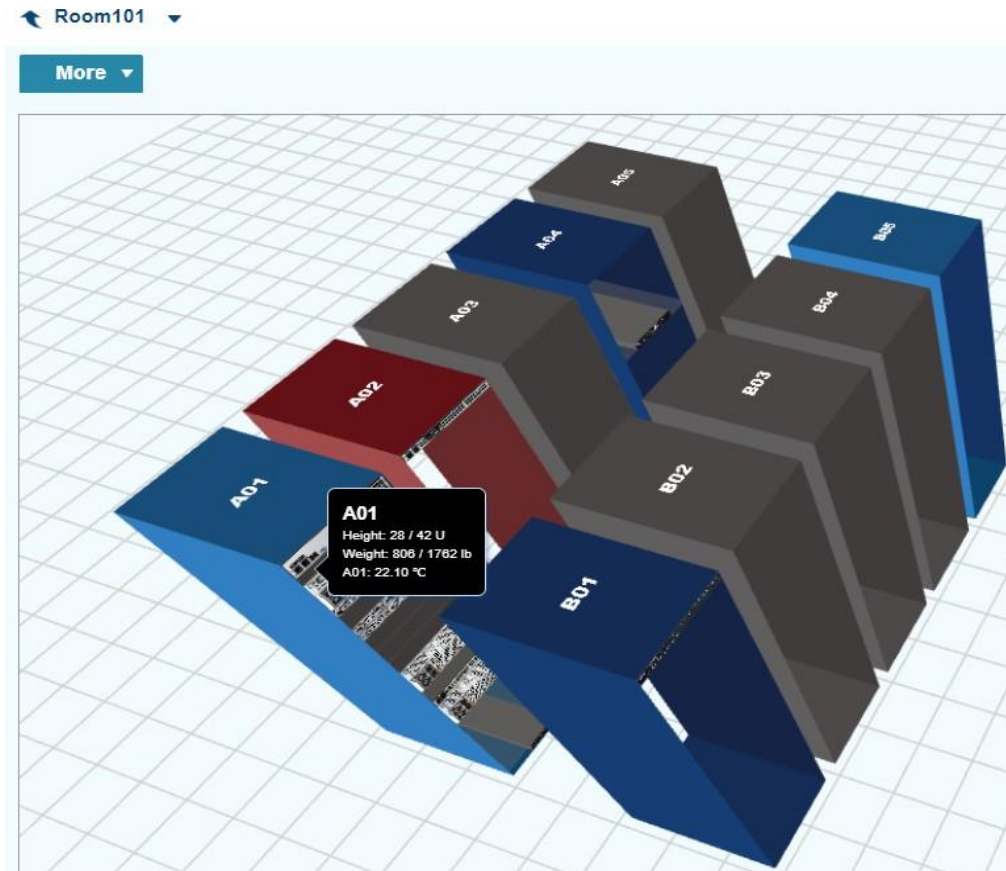 Room101
More
A05
A04
B05
A03
B04
A02
B03
A01
B02
A01
Height: 28 / 42 U
Weight: 806 / 1762 lb
A01: 22.10 ℃
B01